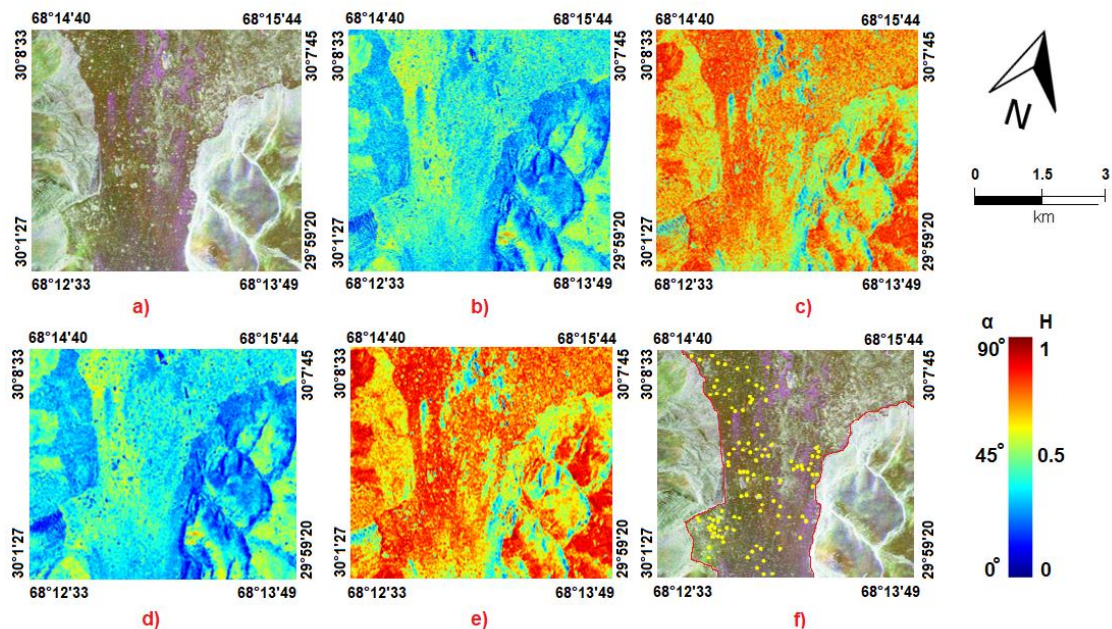 68°14'40 68°15'44 68°14'40 68°15'44 68°14'40 68°15'44
30°8'33 30°7'45 30°8'33 30°7'45 30°8'33 30°7'45
N
0 1.5 3
km
30°1'27 29°59'20 30°1'27 29°59'20 30°1'27 29°59'20
68°12'33 68°13'49 68°12'33 68°13'49 68°12'33 68°13'49
a) b) c)
68°14'40 68°15'44 68°14'40 68°15'44 68°14'40 68°15'44
α H
30°8'33 30°7'45 30°8'33 30°7'45 30°8'33 30°7'45
90° 1
45° 0.5
0° 0
30°1'27 29°59'20 30°1'27 29°59'20 30°1'27 29°59'20
68°12'33 68°13'49 68°12'33 68°13'49 68°12'33 68°13'49
d) e) f)